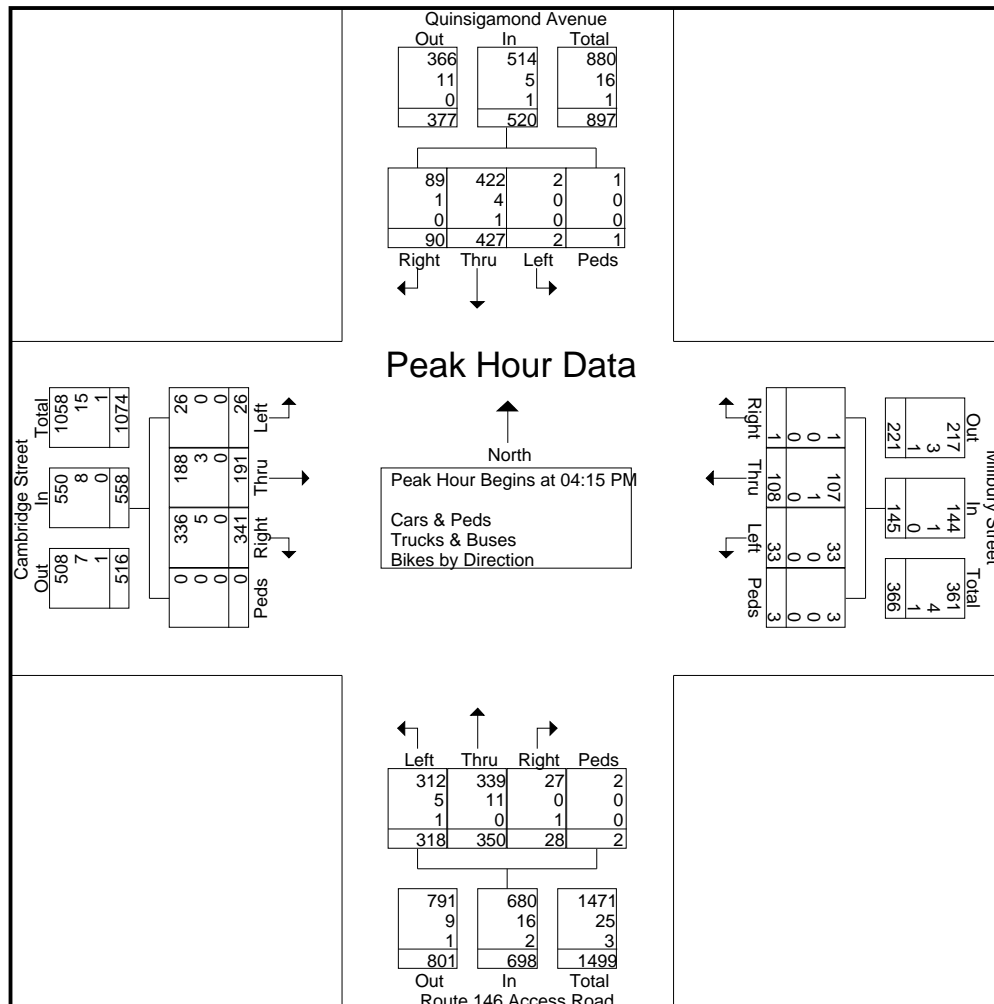 Quinsigamond Avenue
Out In Total
366 514 880
11 5 16
0 1 1
377 520 897
89 422 2 1
1 4 0 0
0 1 0 0
90 427 2 1
Right Thru Left Peds
Peak Hour Data
North
Peak Hour Begins at 04:15 PM
Cars & Peds
Trucks & Buses
Bikes by Direction
Cambridge Street
Out In Total
508 550 1058
7 8 15
1 0 1
516 558 1074
Peds Right Thru Left
0 336 188 26
0 5 3 0
0 0 0 0
0 341 191 26
Millbury Street
Out In Total
217 144 361
3 1 4
1 0 1
221 145 366
Right Thru Left Peds
1 107 33 3
0 1 0 0
0 0 0 0
1 108 33 3
Left Thru Right Peds
312 339 27 2
5 11 0 0
1 0 1 0
318 350 28 2
791 680 1471
9 16 25
1 2 3
801 698 1499
Out In Total
Route 146 Access Road